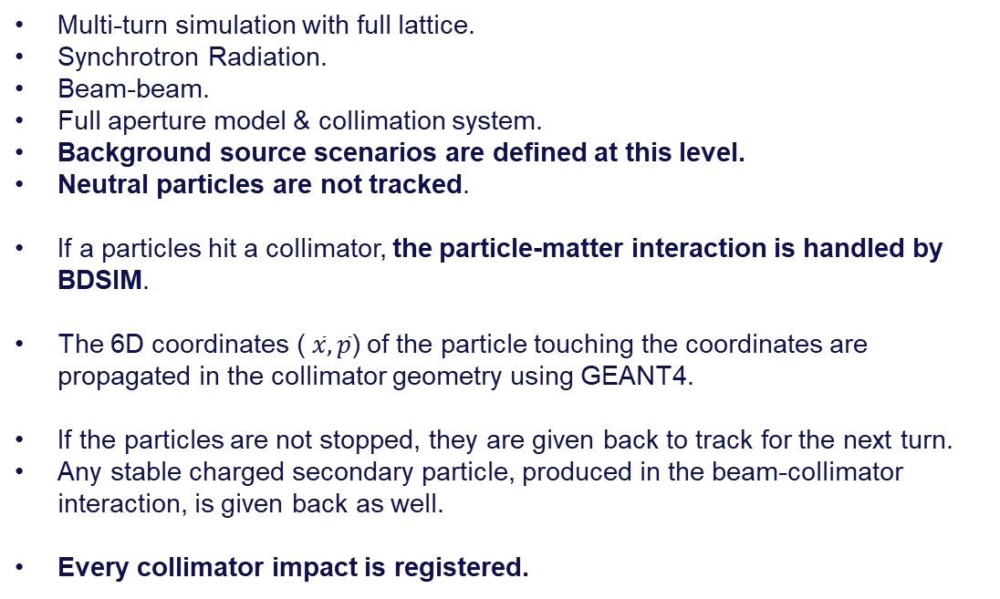 • Multi-turn simulation with full lattice.
• Synchrotron Radiation.
• Beam-beam.
• Full aperture model & collimation system.
• Background source scenarios are defined at this level.
• Neutral particles are not tracked.
• If a particles hit a collimator, the particle-matter interaction is handled by
BDSIM.
• The 6D coordinates ( x⃗, p⃗) of the particle touching the coordinates are
propagated in the collimator geometry using GEANT4.
• If the particles are not stopped, they are given back to track for the next turn.
• Any stable charged secondary particle, produced in the beam-collimator
interaction, is given back as well.
• Every collimator impact is registered.